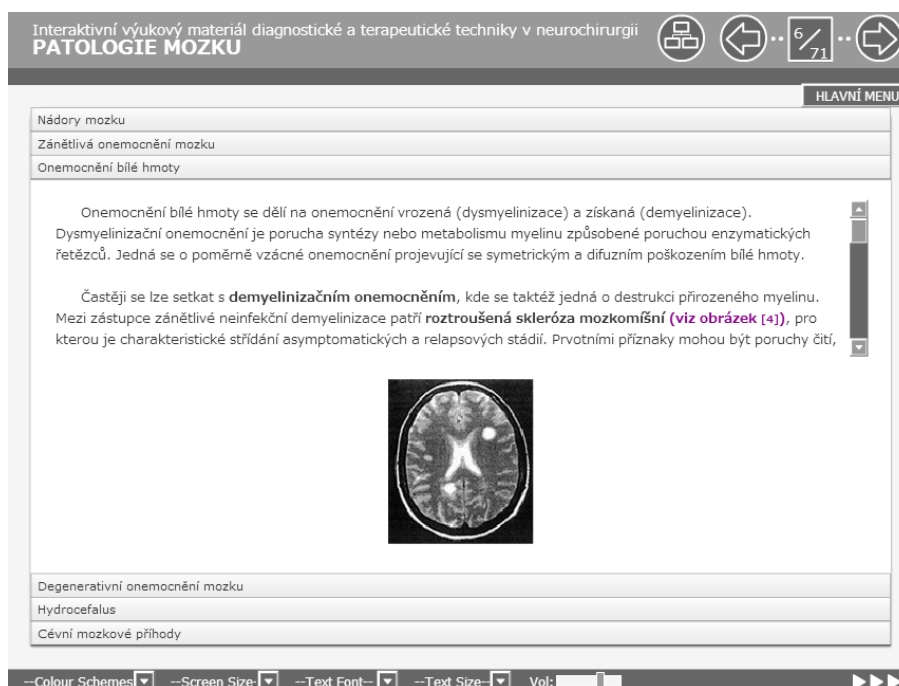 Interaktivní výukový materiál diagnostické a terapeutické techniky v neurochirurgii
PATOLOGIE MOZKU
6/71
HLAVNÍ MENU
Nádory mozku
Zánětlivá onemocnění mozku
Onemocnění bílé hmoty
Onemocnění bílé hmoty se dělí na onemocnění vrozená (dysmyelinizace) a získaná (demyelinizace).
Dysmyelinizační onemocnění je porucha syntézy nebo metabolismu myelinu způsobené poruchou enzymatických
řetězců. Jedná se o poměrně vzácné onemocnění projevující se symetrickým a difuzním poškozením bílé hmoty.
Častěji se lze setkat s demyelinizačním onemocněním, kde se taktéž jedná o destrukci přirozeného myelinu.
Mezi zástupce zánětlivé neinfekční demyelinizace patří roztroušená skleróza mozkomíšní (viz obrázek [4]), pro
kterou je charakteristické střídání asymptomatických a relapsových stádií. Prvotními příznaky mohou být poruchy čití,
Degenerativní onemocnění mozku
Hydrocefalus
Cévní mozkové příhody
--Colour Schemes --Screen Size- --Text Font-- --Text Size-- Vol: